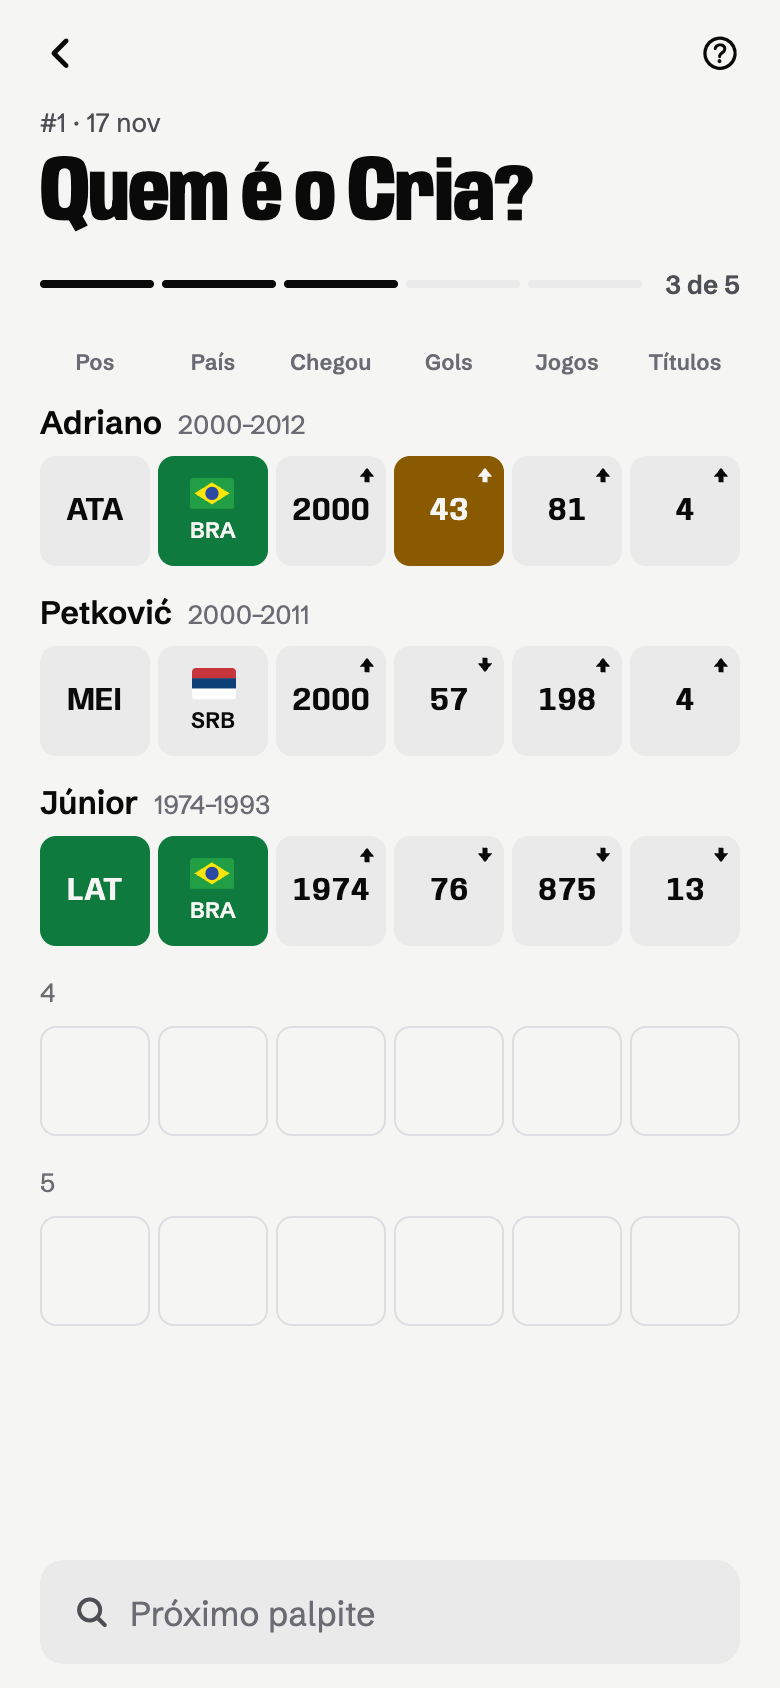 #1 · 17 nov
Quem é o Cria?
3 de 5
Pos País Chegou Gols Jogos Títulos
Adriano 2000–2012
ATA BRA 2000 43 81 4
Petković 2000–2011
MEI SRB 2000 57 198 4
Júnior 1974–1993
LAT BRA 1974 76 875 13
4
5
Próximo palpite